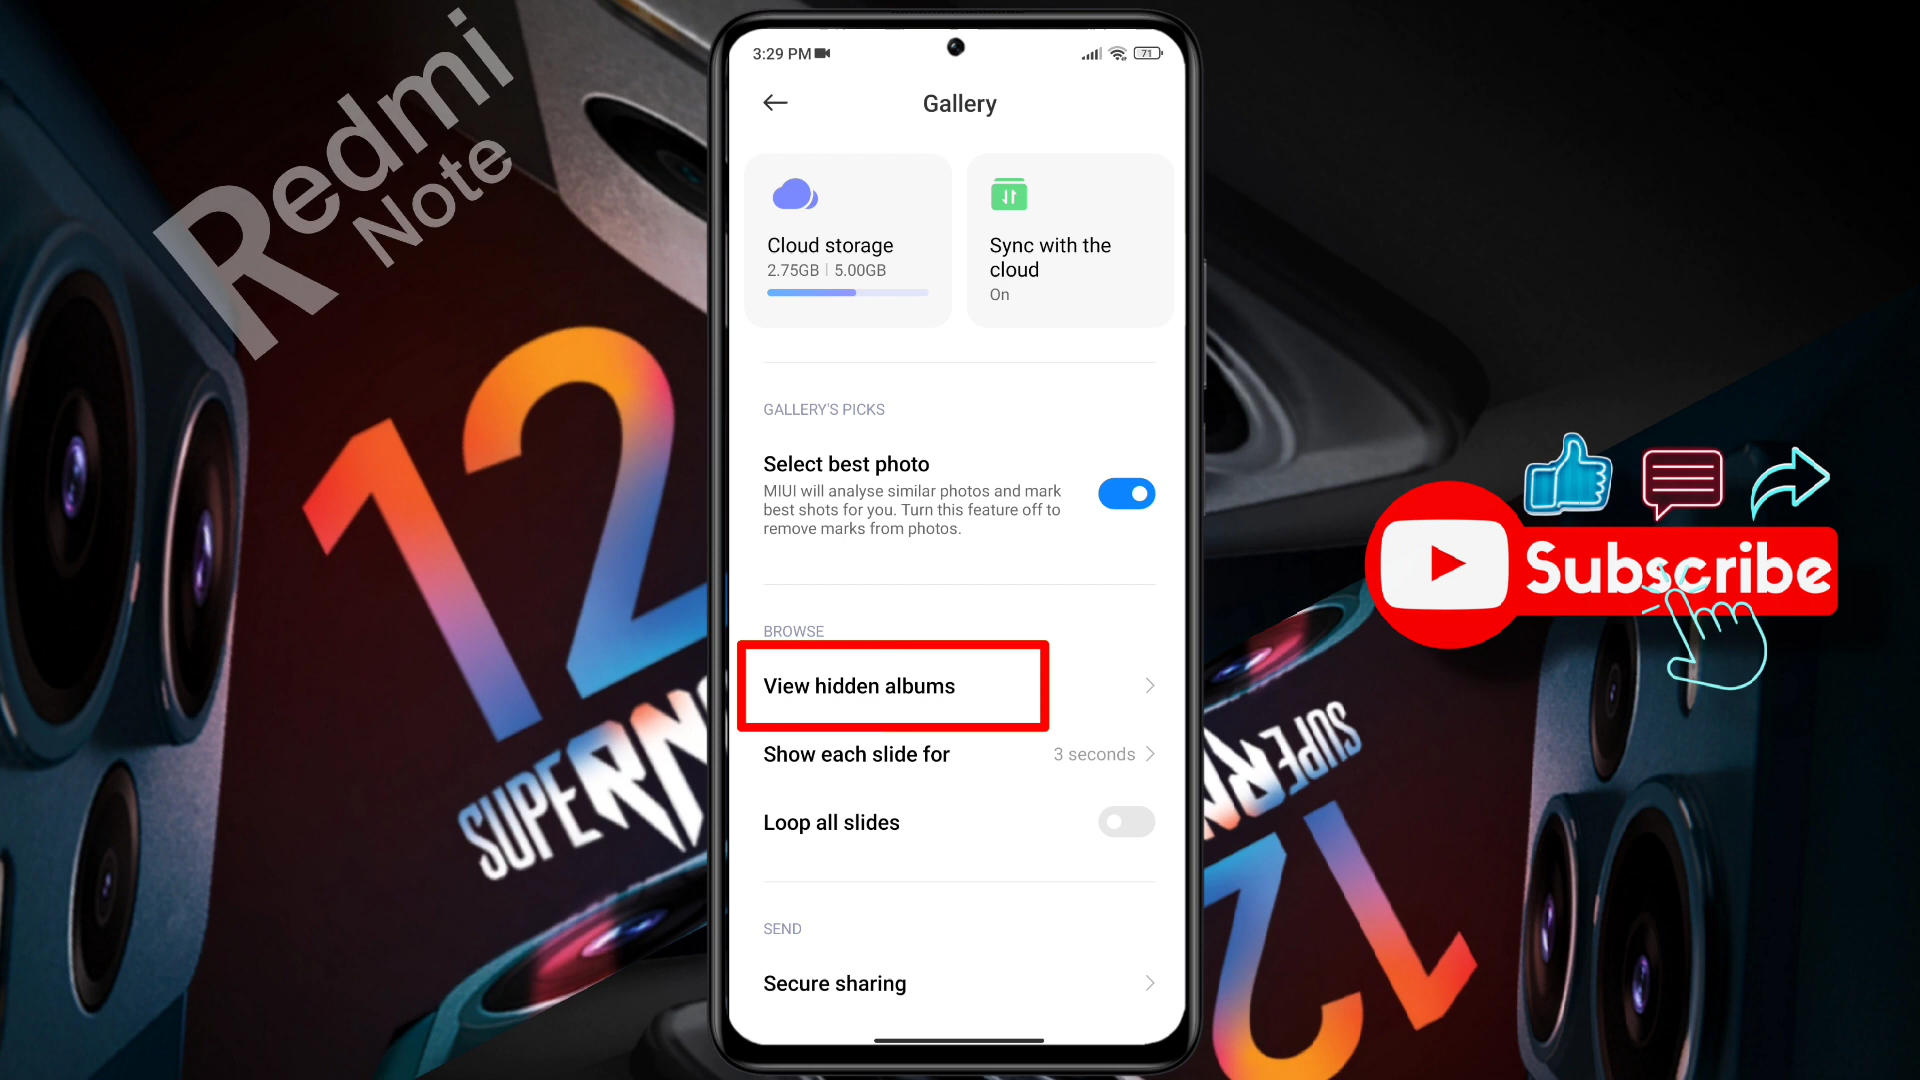 Redmi
Note
12
SUPERN
3:29 PM
71
Gallery
Cloud storage
2.75GB | 5.00GB
Sync with the
cloud
On
GALLERY'S PICKS
Select best photo
MIUI will analyse similar photos and mark
best shots for you. Turn this feature off to
remove marks from photos.
BROWSE
View hidden albums
Show each slide for
3 seconds
Loop all slides
SEND
Secure sharing
Subscribe
12